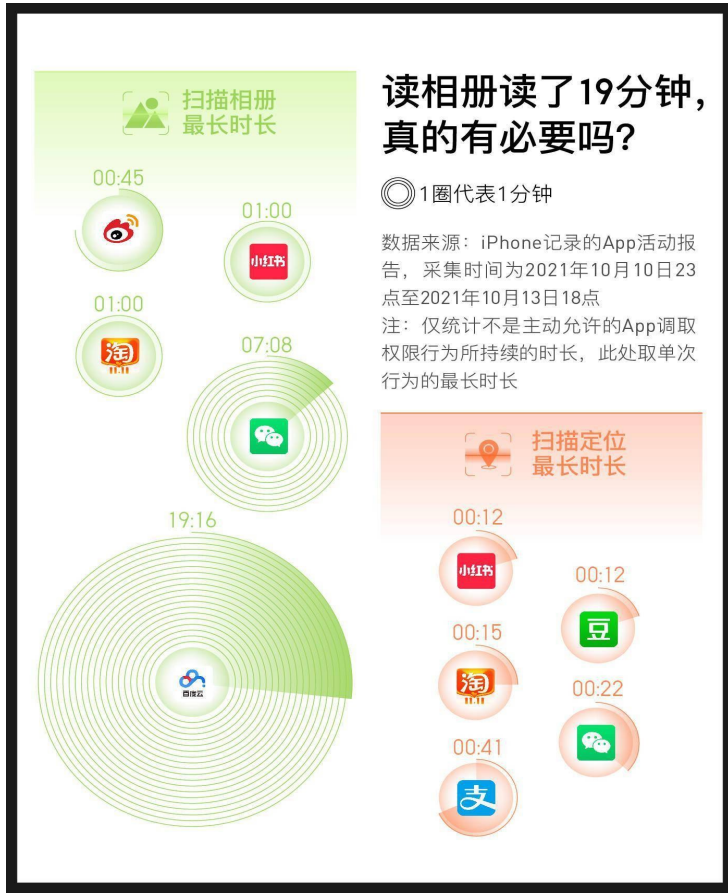 读相册读了19分钟，
真的有必要吗？
1圈代表1分钟
数据来源：iPhone记录的App活动报
告，采集时间为2021年10月10日23
点至2021年10月13日18点
注：仅统计不是主动允许的App调取
权限行为所持续的时长，此处取单次
行为的最长时长
扫描相册
最长时长
00:45
01:00
小红书
01:00
淘
11.11
07:08
19:16
百度云
扫描定位
最长时长
00:12
小红书
00:12
豆
00:15
淘
11.11
00:22
00:41
支